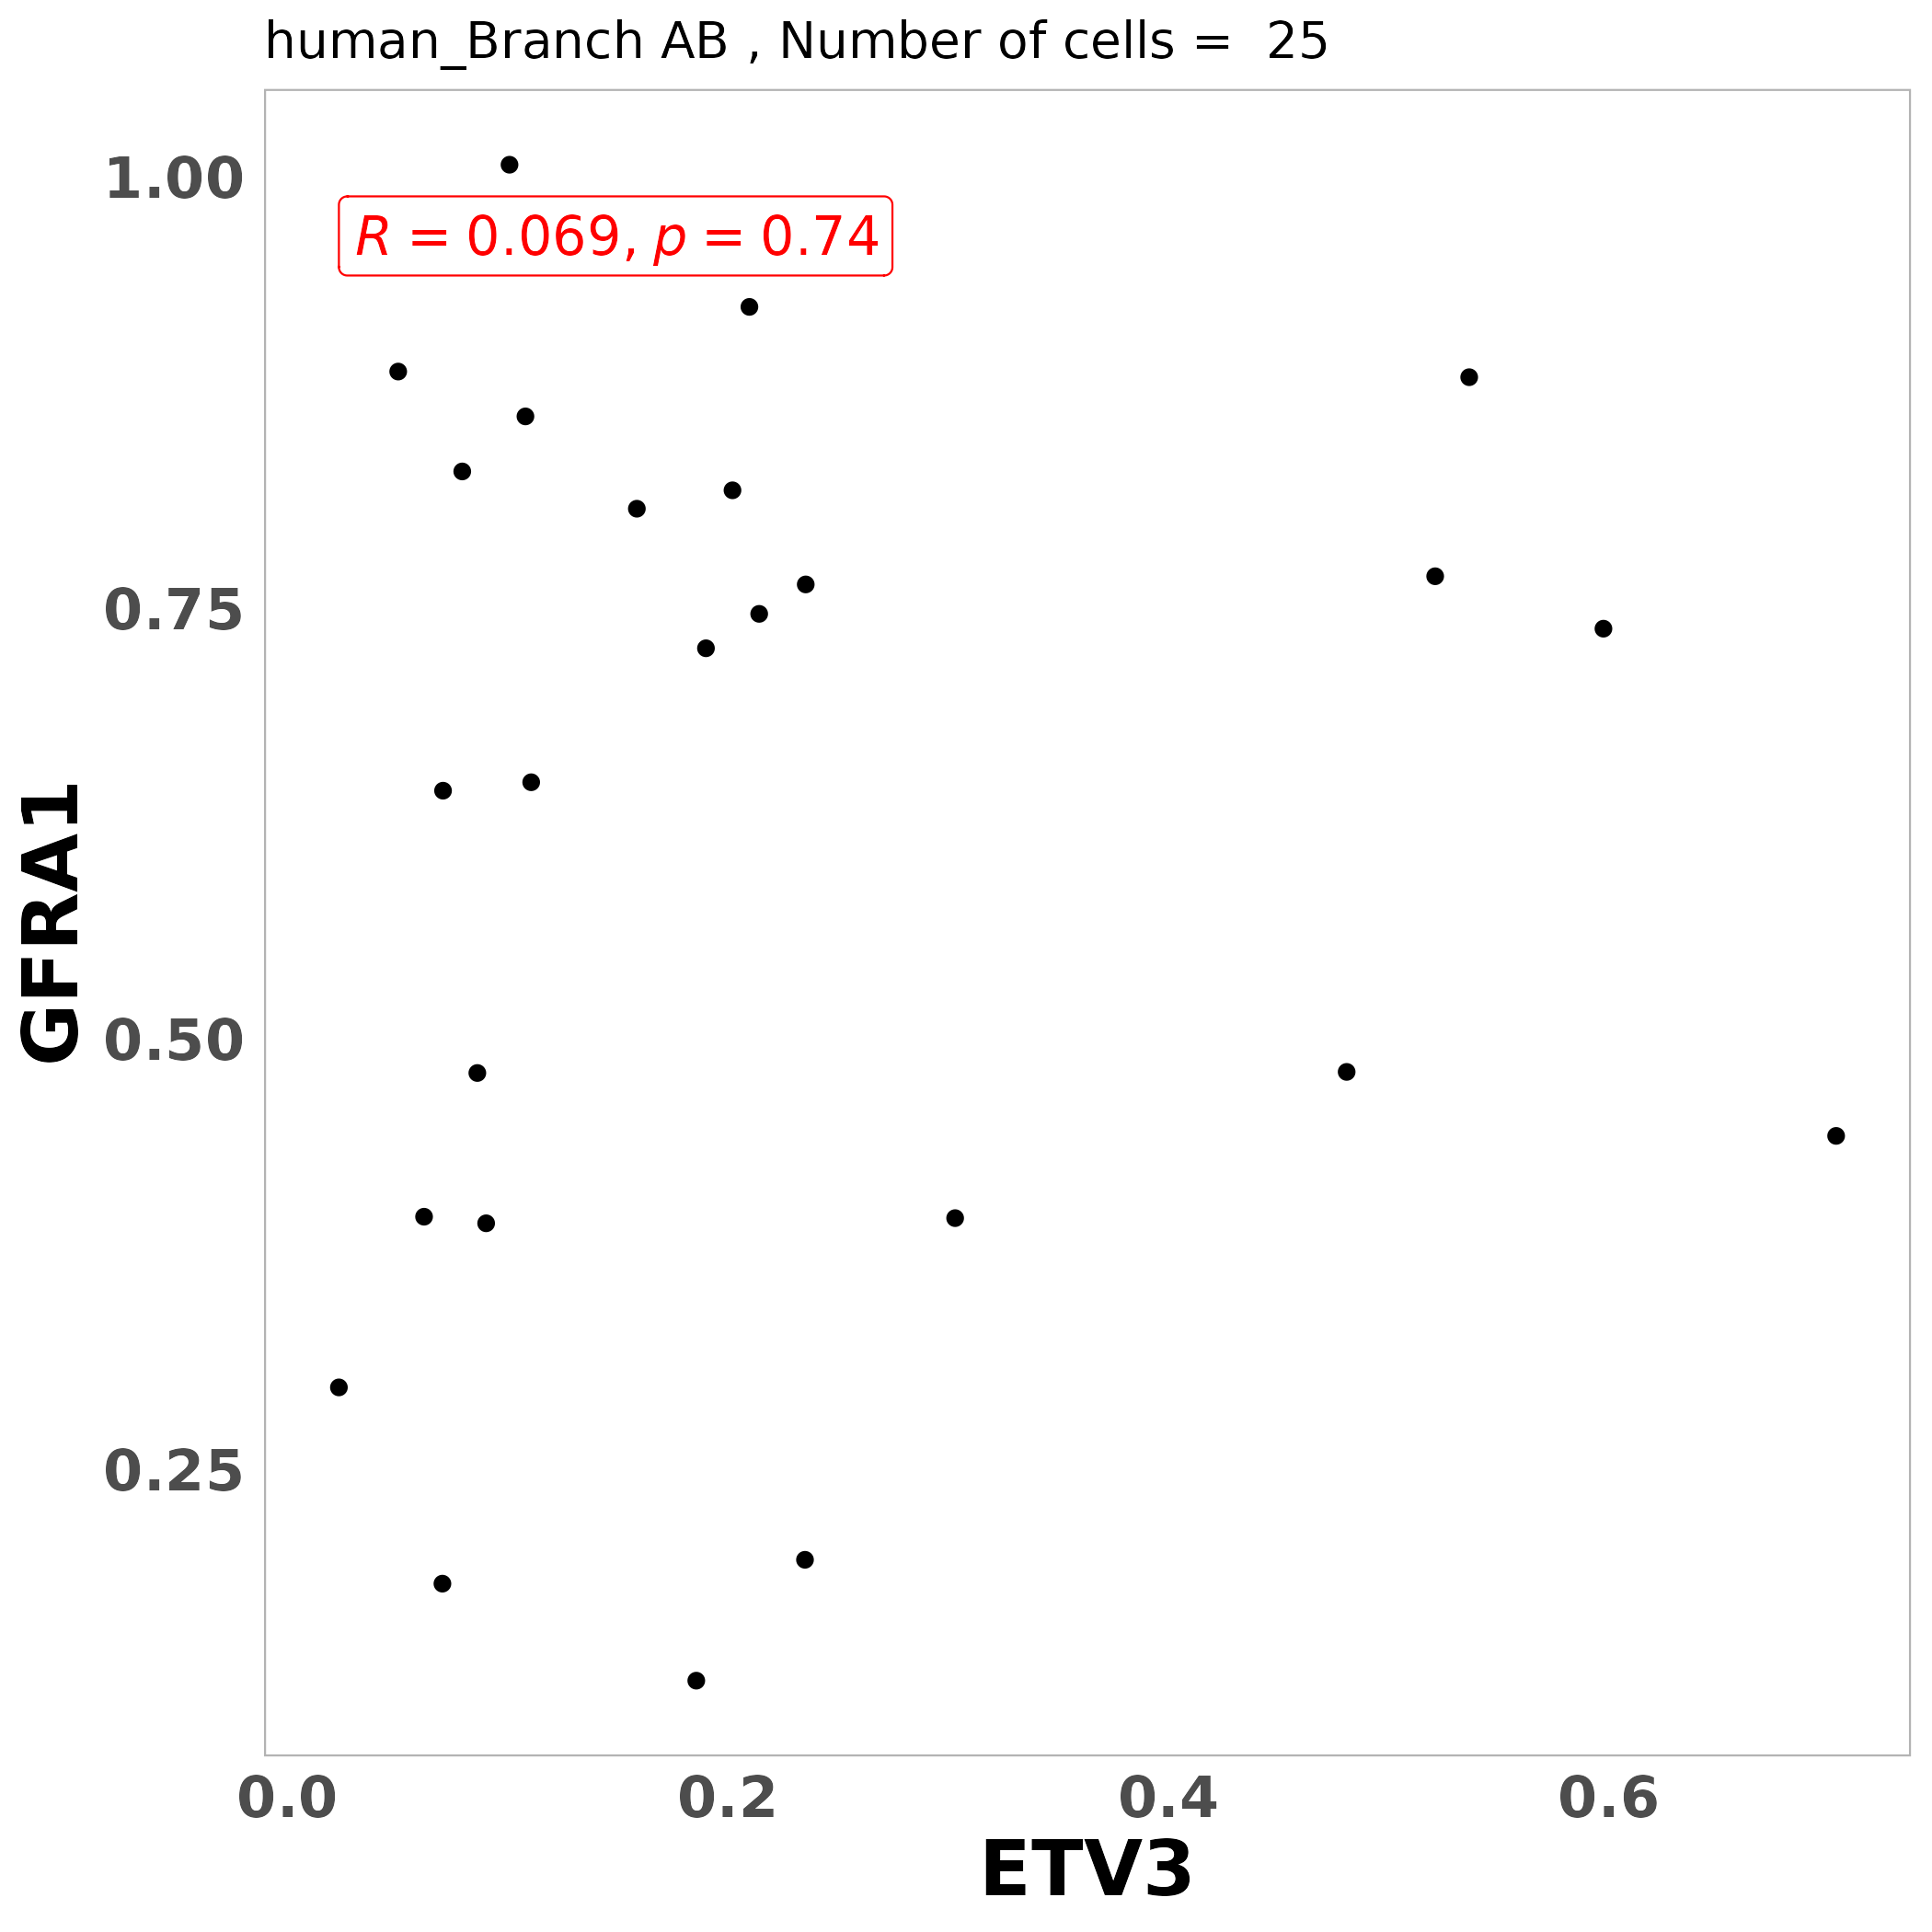 human_Branch AB , Number of cells =  25
R = 0.069, p = 0.74
1.00
0.75
0.50
0.25
GFRA1
0.0 0.2 0.4 0.6
ETV3